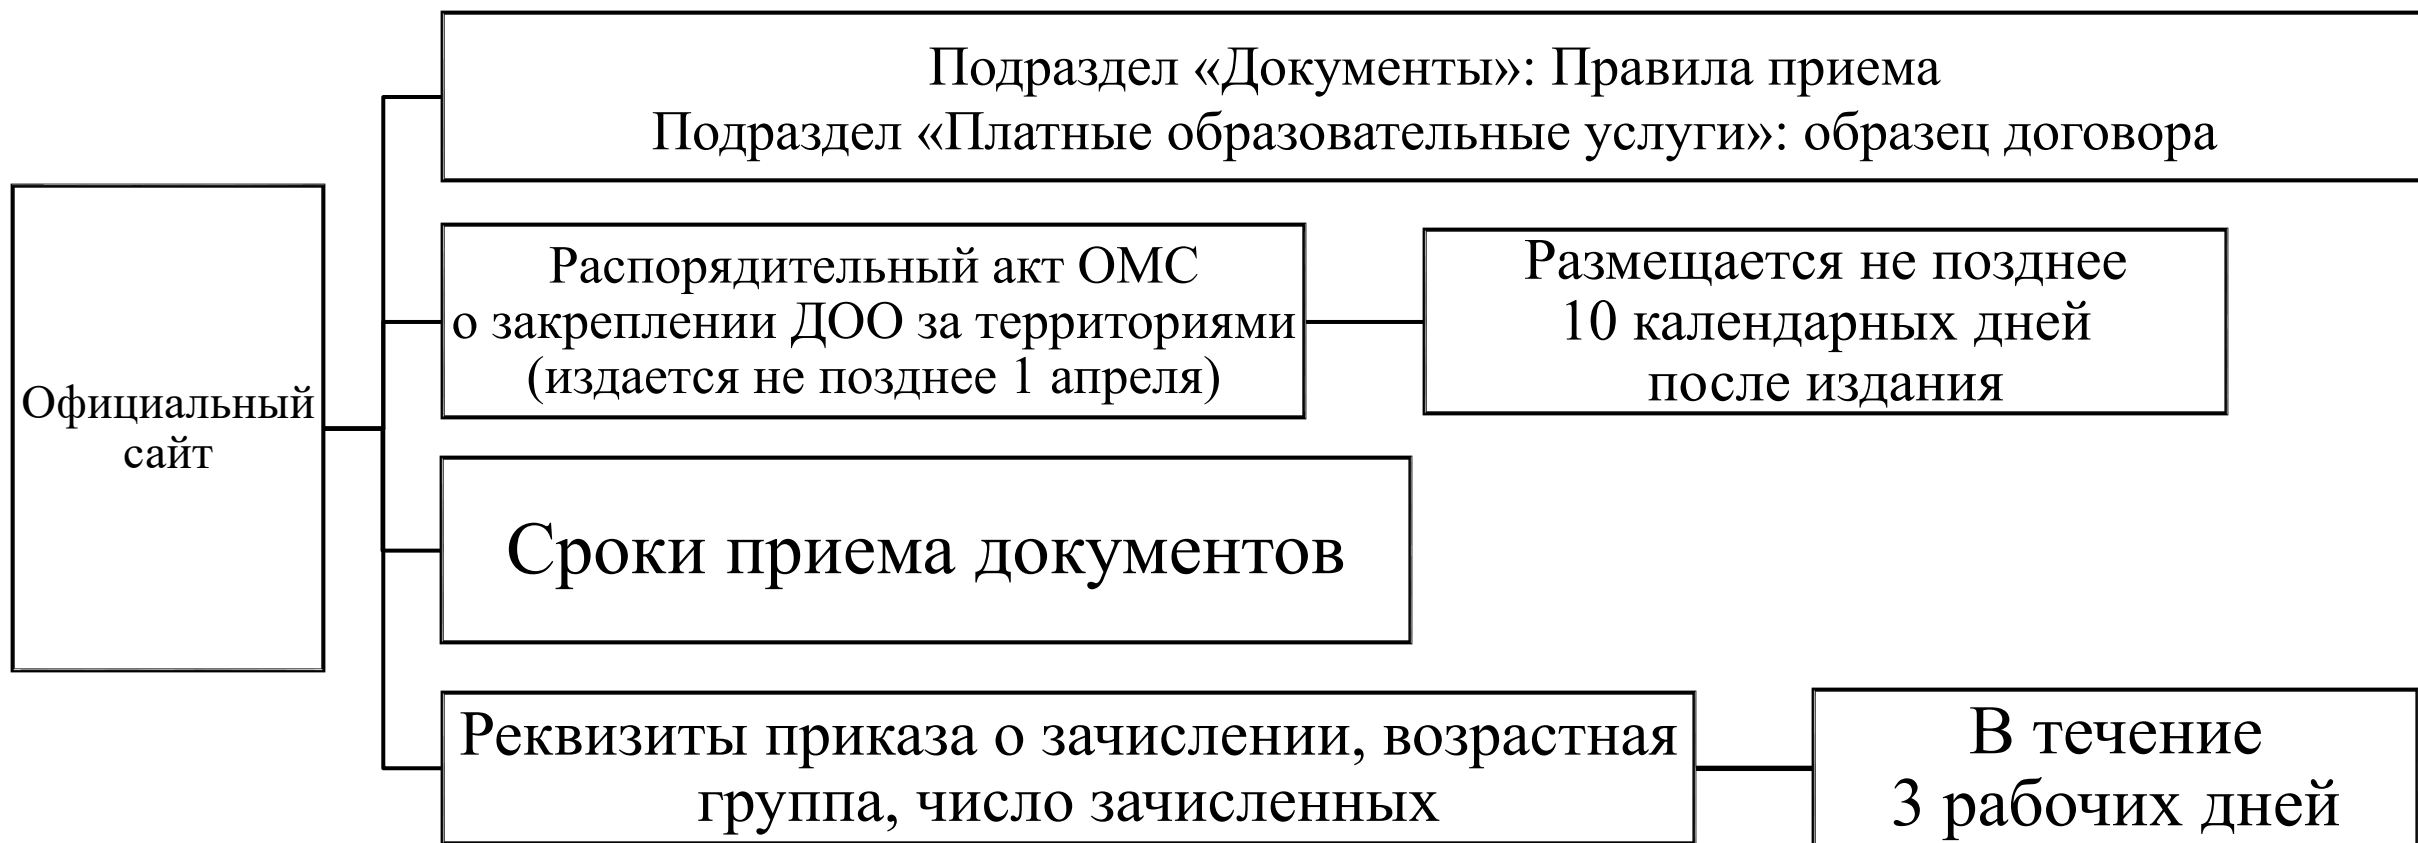 Официальный
сайт
Подраздел «Документы»: Правила приема
Подраздел «Платные образовательные услуги»: образец договора
Распорядительный акт ОМС
о закреплении ДОО за территориями
(издается не позднее 1 апреля)
Размещается не позднее
10 календарных дней
после издания
Сроки приема документов
Реквизиты приказа о зачислении, возрастная
группа, число зачисленных
В течение
3 рабочих дней